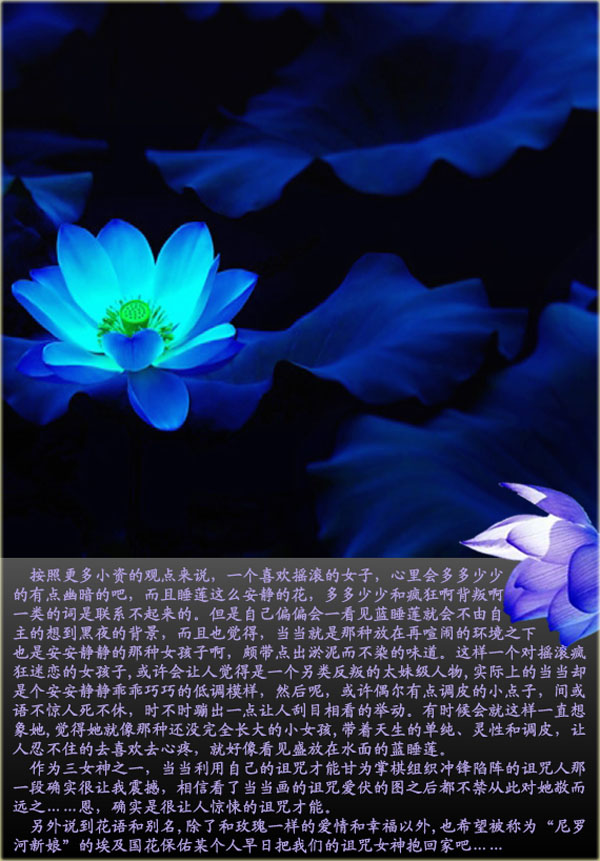 按照更多小资的观点来说，一个喜欢摇滚的女子，心里会多多少少
的有点幽暗的吧，而且睡莲这么安静的花，多多少少和疯狂啊背叛啊
一类的词是联系不起来的。但是自己偏偏会一看见蓝睡莲就会不由自
主的想到黑夜的背景，而且也觉得，当当就是那种放在再喧闹的环境之下
也是安安静静的那种女孩子啊，颇带点出淤泥而不染的味道。这样一个对摇滚疯
狂迷恋的女孩子，或许会让人觉得是一个另类反叛的太妹级人物，实际上的当当却
是个安安静静乖乖巧巧的低调模样，然后呢，或许偶尔有点调皮的小点子，间或
语不惊人死不休，时不时蹦出一点让人刮目相看的举动。有时候会就这样一直想
象她，觉得她就像那种还没完全长大的小女孩，带着天生的单纯、灵性和调皮，让
人忍不住的去喜欢去心疼，就好像看见盛放在水面的蓝睡莲。
作为三女神之一，当当利用自己的诅咒才能甘为掌棋组织冲锋陷阵的诅咒人那
一段确实很让我震撼，相信看了当当画的诅咒爱伏的图之后都不禁从此对她敬而
远之……恩，确实是很让人惊悚的诅咒才能。
另外说到花语和别名，除了和玫瑰一样的爱情和幸福以外，也希望被称为“尼罗
河新娘”的埃及国花保佑某个人早日把我们的诅咒女神抱回家吧……